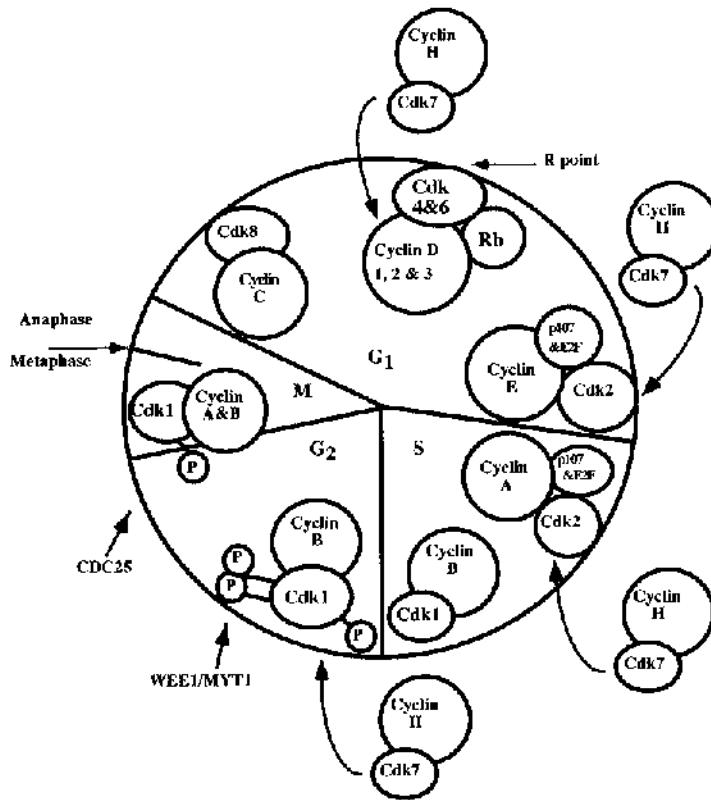 Cyclin
H
Cdk7
R point
Cdk
4&6
Rb
Cyclin D
1, 2 & 3
Cdk8
Cyclin
C
Cyclin
H
Cdk7
Anaphase
Metaphase
G1
p107
&E2F
Cyclin
E
Cdk2
M
Cdk1
Cyclin
A&B
P
G2
S
Cyclin
A
p107
&E2F
Cdk2
CDC25
Cyclin
B
P
P
Cdk1
P
Cyclin
B
Cdk1
WEE1/MYT1
Cyclin
H
Cdk7
Cyclin
H
Cdk7